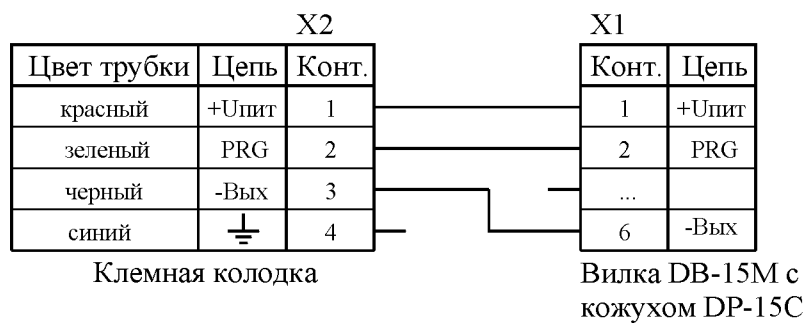 X2 X1
Цвет трубки Цепь Конт. Конт. Цепь
красный +Uпит 1 1 +Uпит
зеленый PRG 2 2 PRG
черный -Вых 3 ...
синий 4 6 -Вых
Клемная колодка
Вилка DB-15M с
кожухом DP-15C